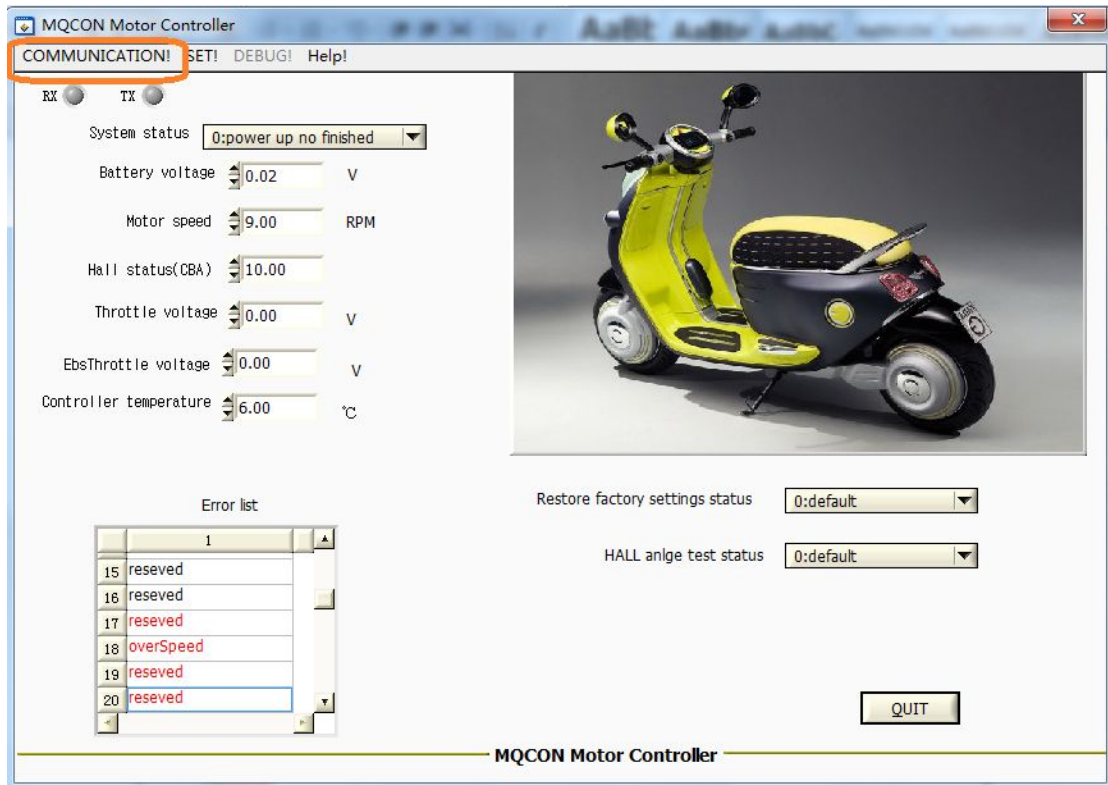 MQCON Motor Controller
COMMUNICATION! SET! DEBUG! Help!
RX TX
System status 0:power up no finished
Battery voltage 0.02 V
Motor speed 9.00 RPM
Hall status(CBA) 10.00
Throttle voltage 0.00 V
EbsThrottle voltage 0.00 V
Controller temperature 6.00 ℃
Error list
1
15 reseved
16 reseved
17 reseved
18 overSpeed
19 reseved
20 reseved
Restore factory settings status 0:default
HALL anlge test status 0:default
QUIT
MQCON Motor Controller